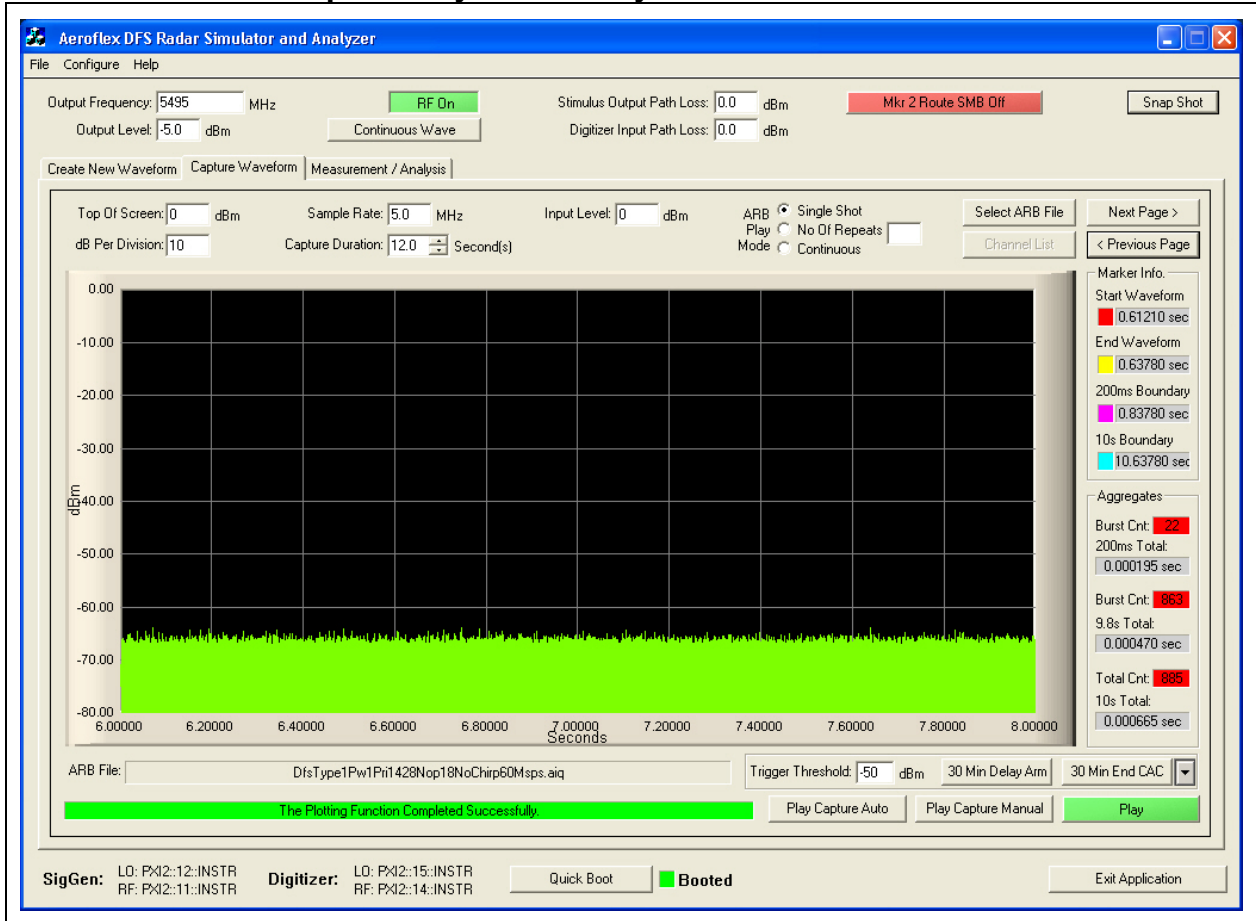 Aeroflex DFS Radar Simulator and Analyzer
File Configure Help
Output Frequency: 5495 MHz
RF On
Stimulus Output Path Loss: 0.0 dBm
Mkr 2 Route SMB Off
Snap Shot
Output Level: -5.0 dBm
Continuous Wave
Digitizer Input Path Loss: 0.0 dBm
Create New Waveform Capture Waveform Measurement / Analysis
Top Of Screen: 0 dBm
Sample Rate: 5.0 MHz
Input Level: 0 dBm
ARB Play Mode
Single Shot
No Of Repeats
Continuous
Select ARB File
Next Page >
dB Per Division: 10
Capture Duration: 12.0 Second(s)
Channel List
< Previous Page
0.00
-10.00
-20.00
-30.00
-40.00
-50.00
-60.00
-70.00
-80.00
dBm
6.00000 6.20000 6.40000 6.60000 6.80000 7.00000 7.20000 7.40000 7.60000 7.80000 8.00000
Seconds
Marker Info.
Start Waveform
0.61210 sec
End Waveform
0.63780 sec
200ms Boundary
0.83780 sec
10s Boundary
10.63780 sec
Aggregates
Burst Cnt: 22
200ms Total:
0.000195 sec
Burst Cnt: 863
9.8s Total:
0.000470 sec
Total Cnt: 885
10s Total:
0.000665 sec
ARB File: DfsType1Pw1Pri1428Nop18NoChirp60Msps.aiq
Trigger Threshold: -50 dBm
30 Min Delay Arm
30 Min End CAC
The Plotting Function Completed Successfully.
Play Capture Auto
Play Capture Manual
Play
SigGen: LO: PXI2::12::INSTR
RF: PXI2::11::INSTR
Digitizer: LO: PXI2::15::INSTR
RF: PXI2::14::INSTR
Quick Boot
Booted
Exit Application